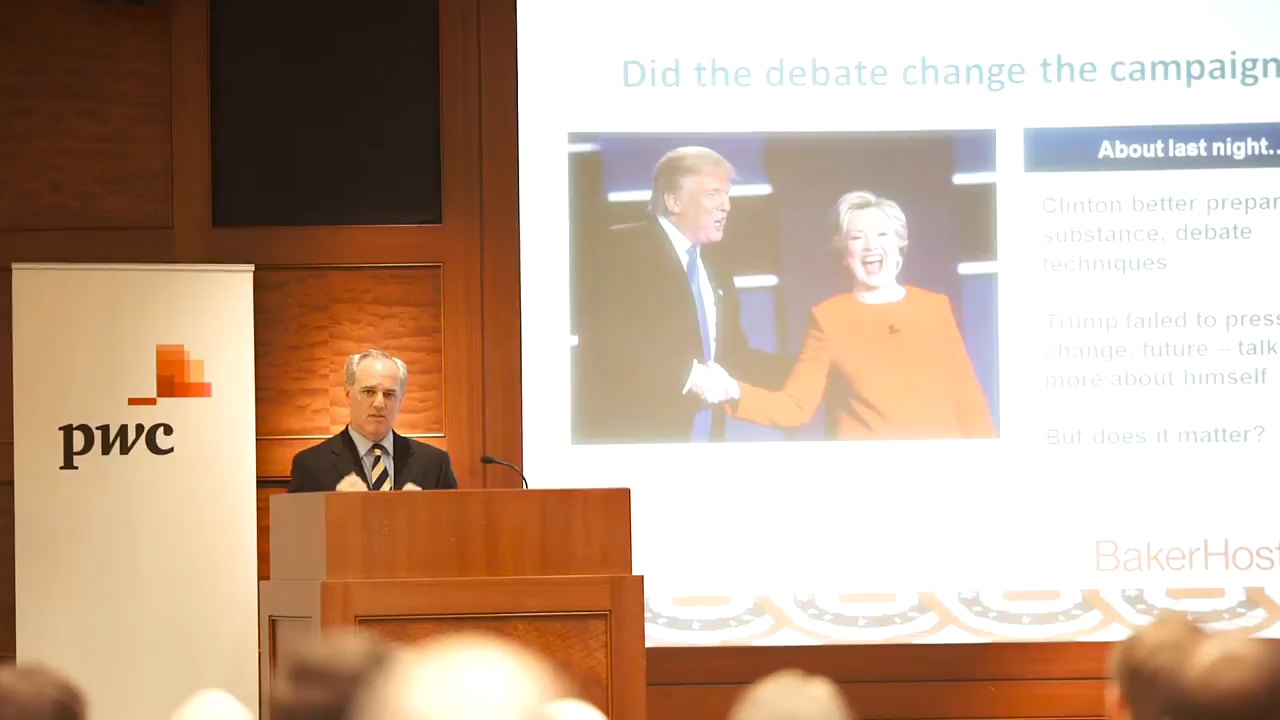 pwc
Did the debate change the campaign
About last night..
Clinton better prepar
substance, debate
techniques
Trump failed to press
change, future – talk
more about himself
But does it matter?
BakerHost